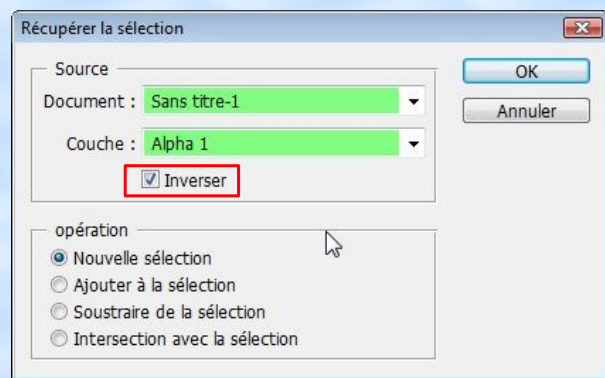 Récupérer la sélection
Source
OK
Document : Sans titre-1
Annuler
Couche : Alpha 1
Inverser
opération
Nouvelle sélection
Ajouter à la sélection
Soustraire de la sélection
Intersection avec la sélection